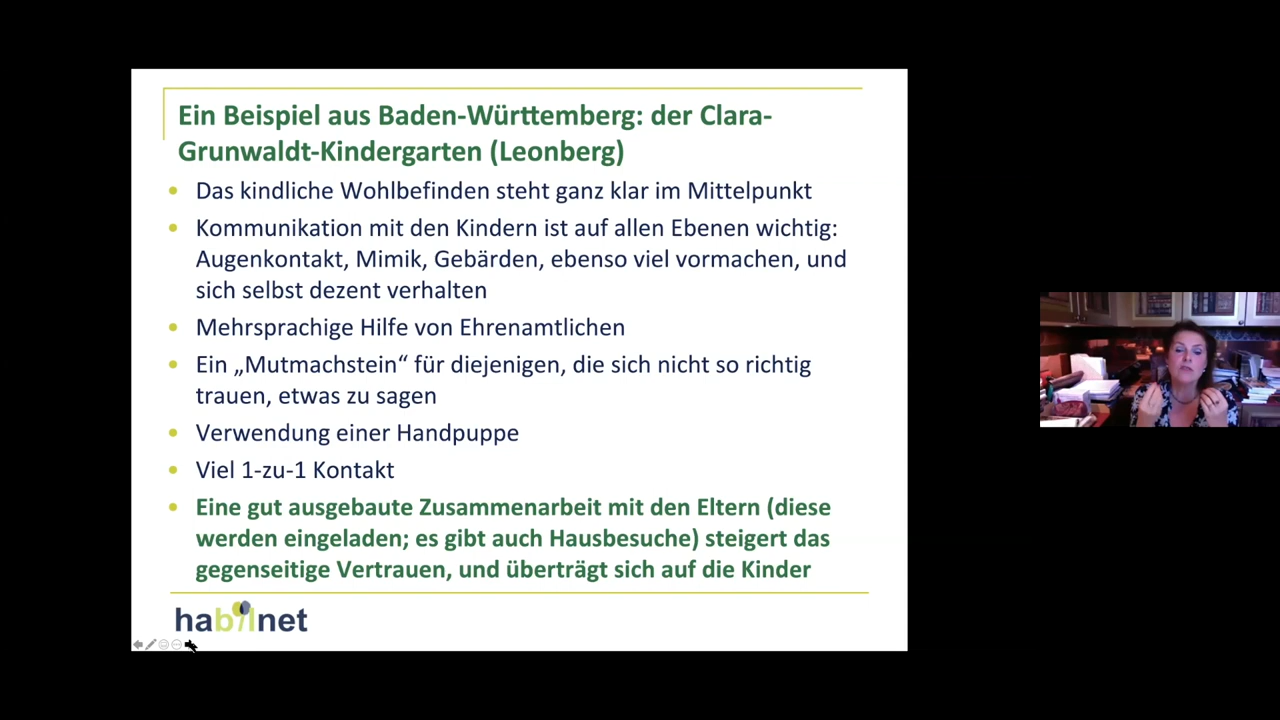 Ein Beispiel aus Baden-Württemberg: der Clara-
Grunwaldt-Kindergarten (Leonberg)
• Das kindliche Wohlbefinden steht ganz klar im Mittelpunkt
• Kommunikation mit den Kindern ist auf allen Ebenen wichtig:
Augenkontakt, Mimik, Gebärden, ebenso viel vormachen, und
sich selbst dezent verhalten
• Mehrsprachige Hilfe von Ehrenamtlichen
• Ein „Mutmachstein“ für diejenigen, die sich nicht so richtig
trauen, etwas zu sagen
• Verwendung einer Handpuppe
• Viel 1-zu-1 Kontakt
• Eine gut ausgebaute Zusammenarbeit mit den Eltern (diese
werden eingeladen; es gibt auch Hausbesuche) steigert das
gegenseitige Vertrauen, und überträgt sich auf die Kinder
habilnet